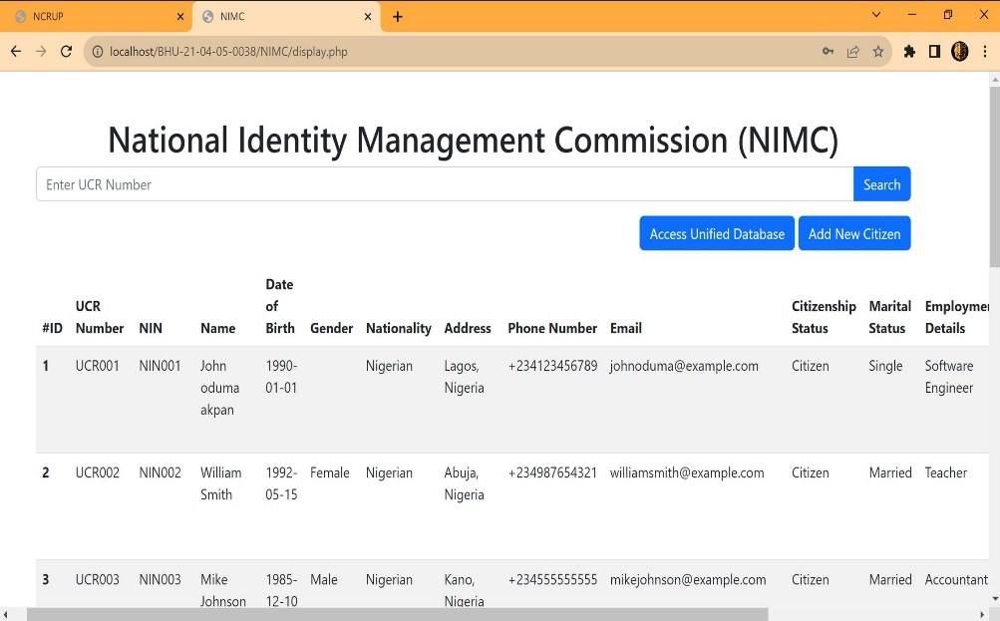 NCRUP
NIMC
localhost/BHU-21-04-05-0038/NIMC/display.php
National Identity Management Commission (NIMC)
Enter UCR Number Search
Access Unified Database Add New Citizen
#ID UCR Number NIN Name Date of Birth Gender Nationality Address Phone Number Email Citizenship Status Marital Status Employmen Details
1 UCR001 NIN001 John oduma akpan 1990-01-01 Nigerian Lagos, Nigeria +234123456789 johnoduma@example.com Citizen Single Software Engineer
2 UCR002 NIN002 William Smith 1992-05-15 Female Nigerian Abuja, Nigeria +234987654321 williamsmith@example.com Citizen Married Teacher
3 UCR003 NIN003 Mike Johnson 1985-12-10 Male Nigerian Kano, Nigeria +234555555555 mikejohnson@example.com Citizen Married Accountant